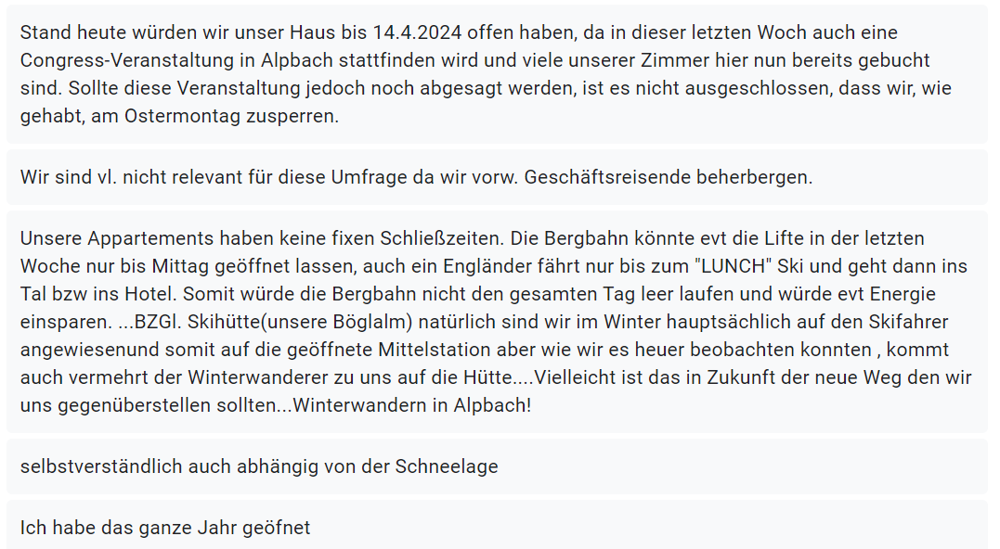 Stand heute würden wir unser Haus bis 14.4.2024 offen haben, da in dieser letzten Woch auch eine
Congress-Veranstaltung in Alpbach stattfinden wird und viele unserer Zimmer hier nun bereits gebucht
sind. Sollte diese Veranstaltung jedoch noch abgesagt werden, ist es nicht ausgeschlossen, dass wir, wie
gehabt, am Ostermontag zusperren.
Wir sind vl. nicht relevant für diese Umfrage da wir vorw. Geschäftsreisende beherbergen.
Unsere Appartements haben keine fixen Schließzeiten. Die Bergbahn könnte evt die Lifte in der letzten
Woche nur bis Mittag geöffnet lassen, auch ein Engländer fährt nur bis zum "LUNCH" Ski und geht dann ins
Tal bzw ins Hotel. Somit würde die Bergbahn nicht den gesamten Tag leer laufen und würde evt Energie
einsparen. ...BZGl. Skihütte(unsere Böglalm) natürlich sind wir im Winter hauptsächlich auf den Skifahrer
angewiesenund somit auf die geöffnete Mittelstation aber wie wir es heuer beobachten konnten , kommt
auch vermehrt der Winterwanderer zu uns auf die Hütte....Vielleicht ist das in Zukunft der neue Weg den wir
uns gegenüberstellen sollten...Winterwandern in Alpbach!
selbstverständlich auch abhängig von der Schneelage
Ich habe das ganze Jahr geöfnet